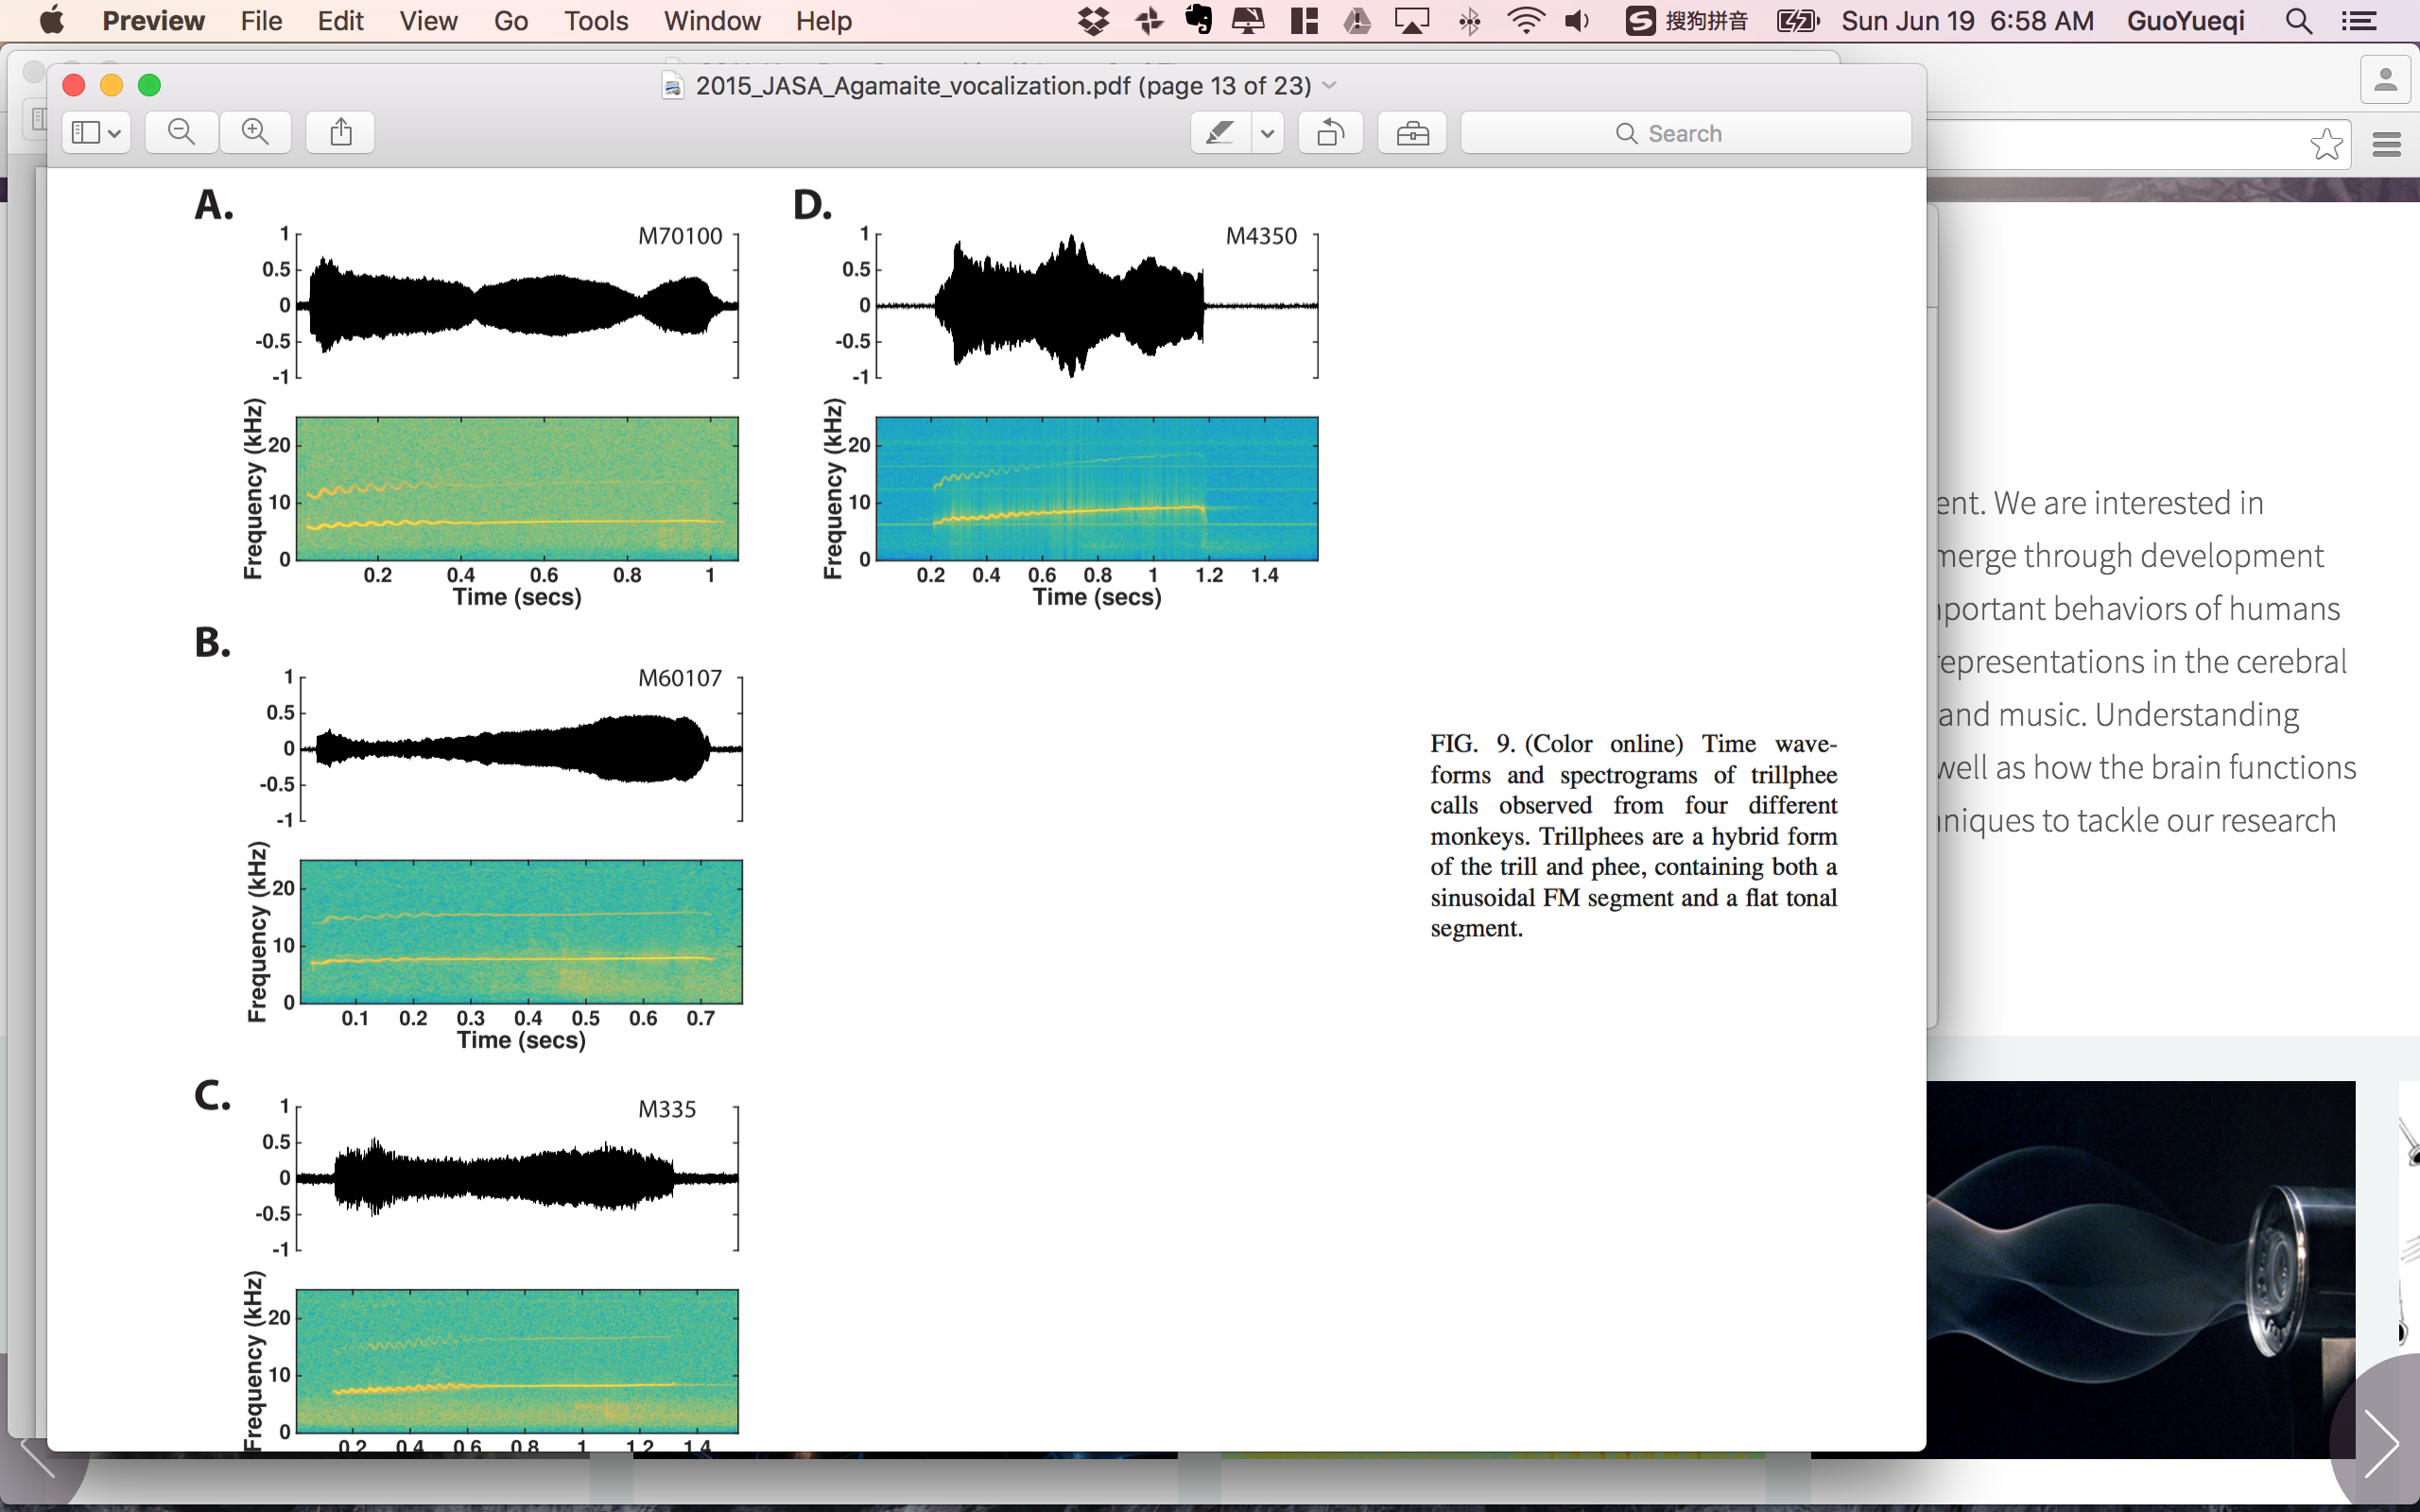 Preview File Edit View Go Tools Window Help 搜狗拼音 Sun Jun 19 6:58 AM GuoYueqi
2015_JASA_Agamaite_vocalization.pdf (page 13 of 23)
Search
A.
M70100
1
0.5
0
-0.5
-1
Frequency (kHz)
20
10
0
0.2 0.4 0.6 0.8 1
Time (secs)
D.
M4350
1
0.5
0
-0.5
-1
Frequency (kHz)
20
10
0
0.2 0.4 0.6 0.8 1 1.2 1.4
Time (secs)
B.
M60107
1
0.5
0
-0.5
-1
Frequency (kHz)
20
10
0
0.1 0.2 0.3 0.4 0.5 0.6 0.7
Time (secs)
C.
M335
1
0.5
0
-0.5
-1
Frequency (kHz)
20
10
0
0.2 0.4 0.6 0.8 1 1.2 1.4
FIG. 9. (Color online) Time wave-
forms and spectrograms of trillphee
calls observed from four different
monkeys. Trillphees are a hybrid form
of the trill and phee, containing both a
sinusoidal FM segment and a flat tonal
segment.
ent. We are interested in
merge through development
portant behaviors of humans
epresentations in the cerebral
and music. Understanding
well as how the brain functions
niques to tackle our research